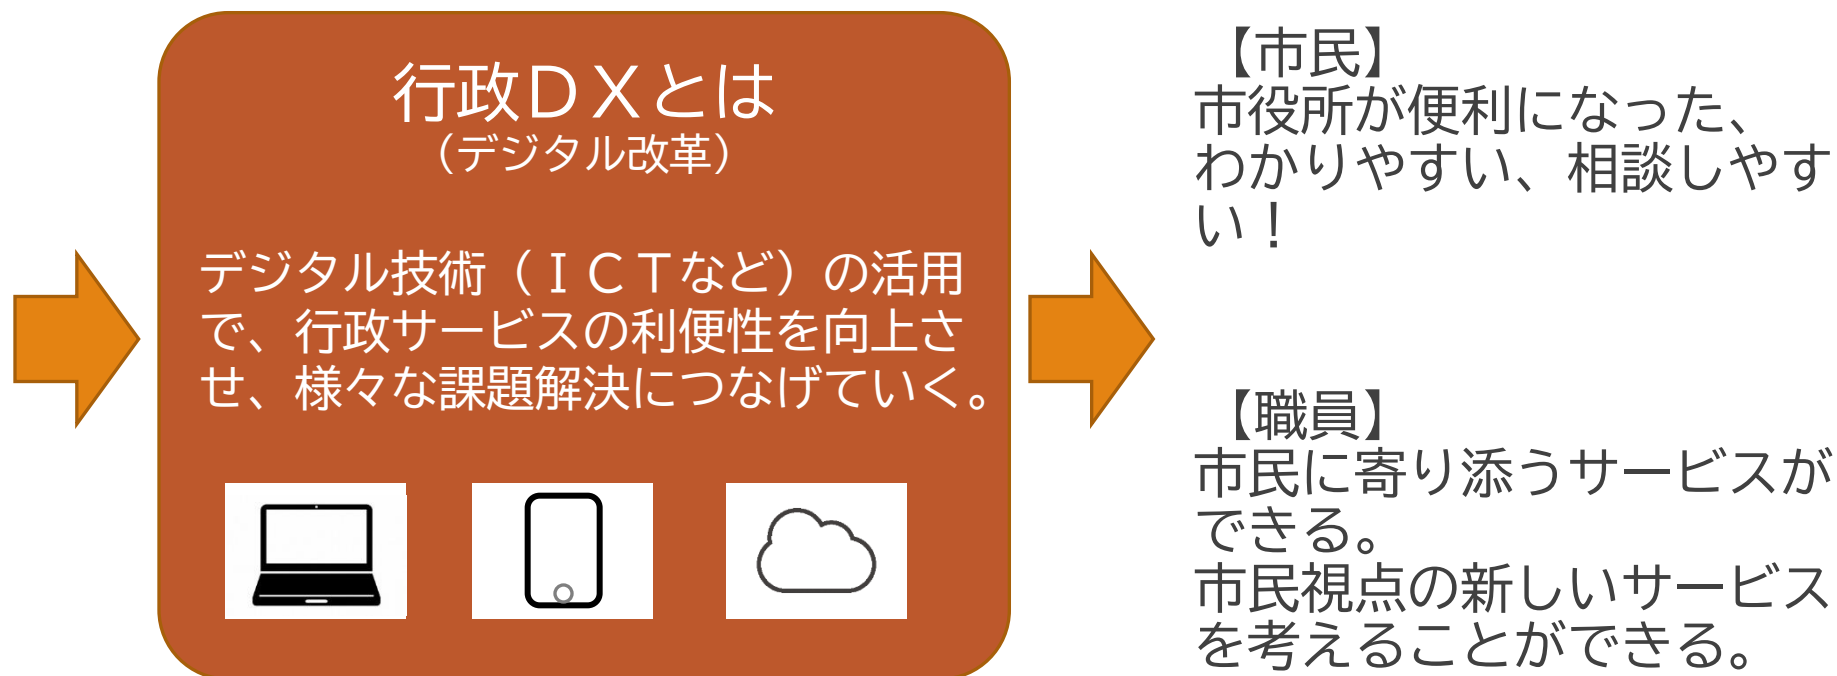 行政ＤＸとは
（デジタル改革）
デジタル技術（ＩＣＴなど）の活用
で、行政サービスの利便性を向上さ
せ、様々な課題解決につなげていく。
【市民】
市役所が便利になった、
わかりやすい、相談しやす
い！
【職員】
市民に寄り添うサービスが
できる。
市民視点の新しいサービス
を考えることができる。